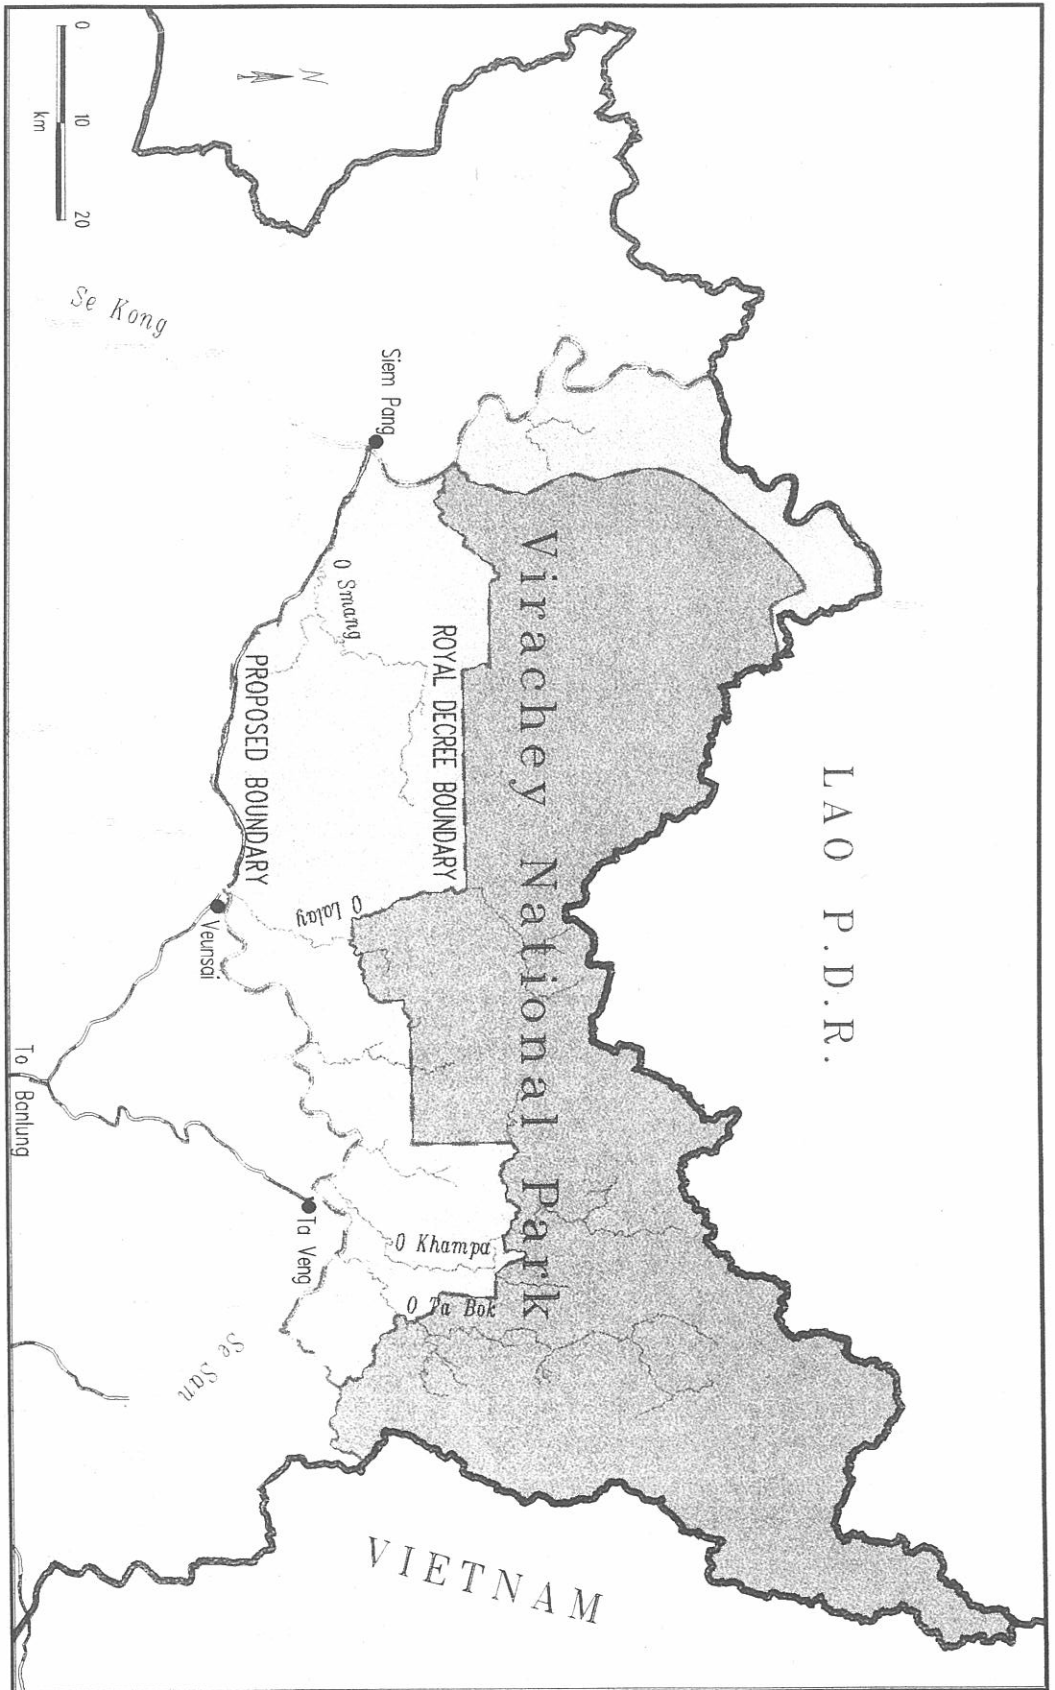 LAO P.D.R.
Virachey National Park
ROYAL DECREE BOUNDARY
PROPOSED BOUNDARY
VIETNAM
Siem Pang
O Smang
O Lalay
O Khampa
O Ta Bok
Se Kong
Veunsai
Ta Veng
Se San
To Banlung
N
0 10 20
km